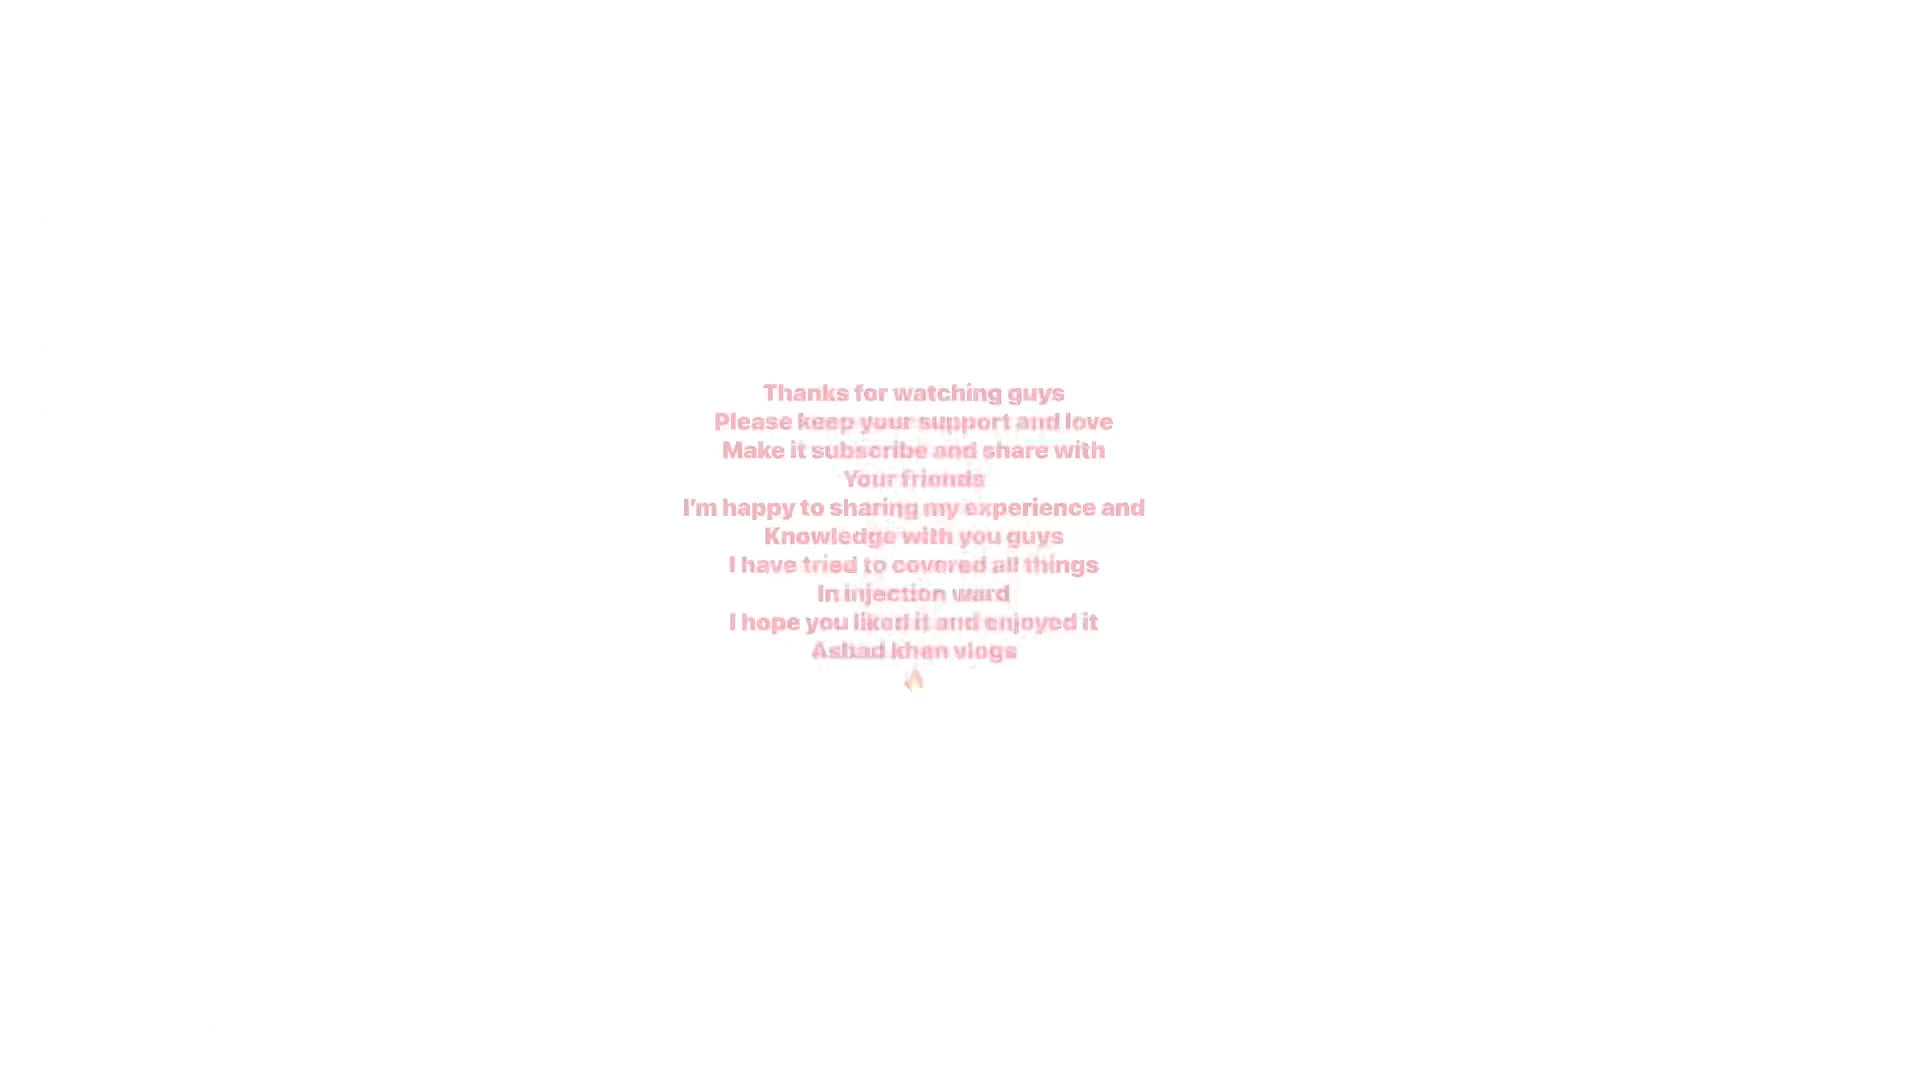 Thanks for watching guys
Please keep your support and love
Make it subscribe and share with
Your friends
I'm happy to sharing my experience and
Knowledge with you guys
I have tried to covered all things
In injection ward
I hope you liked it and enjoyed it
Ashad khan vlogs
🔥